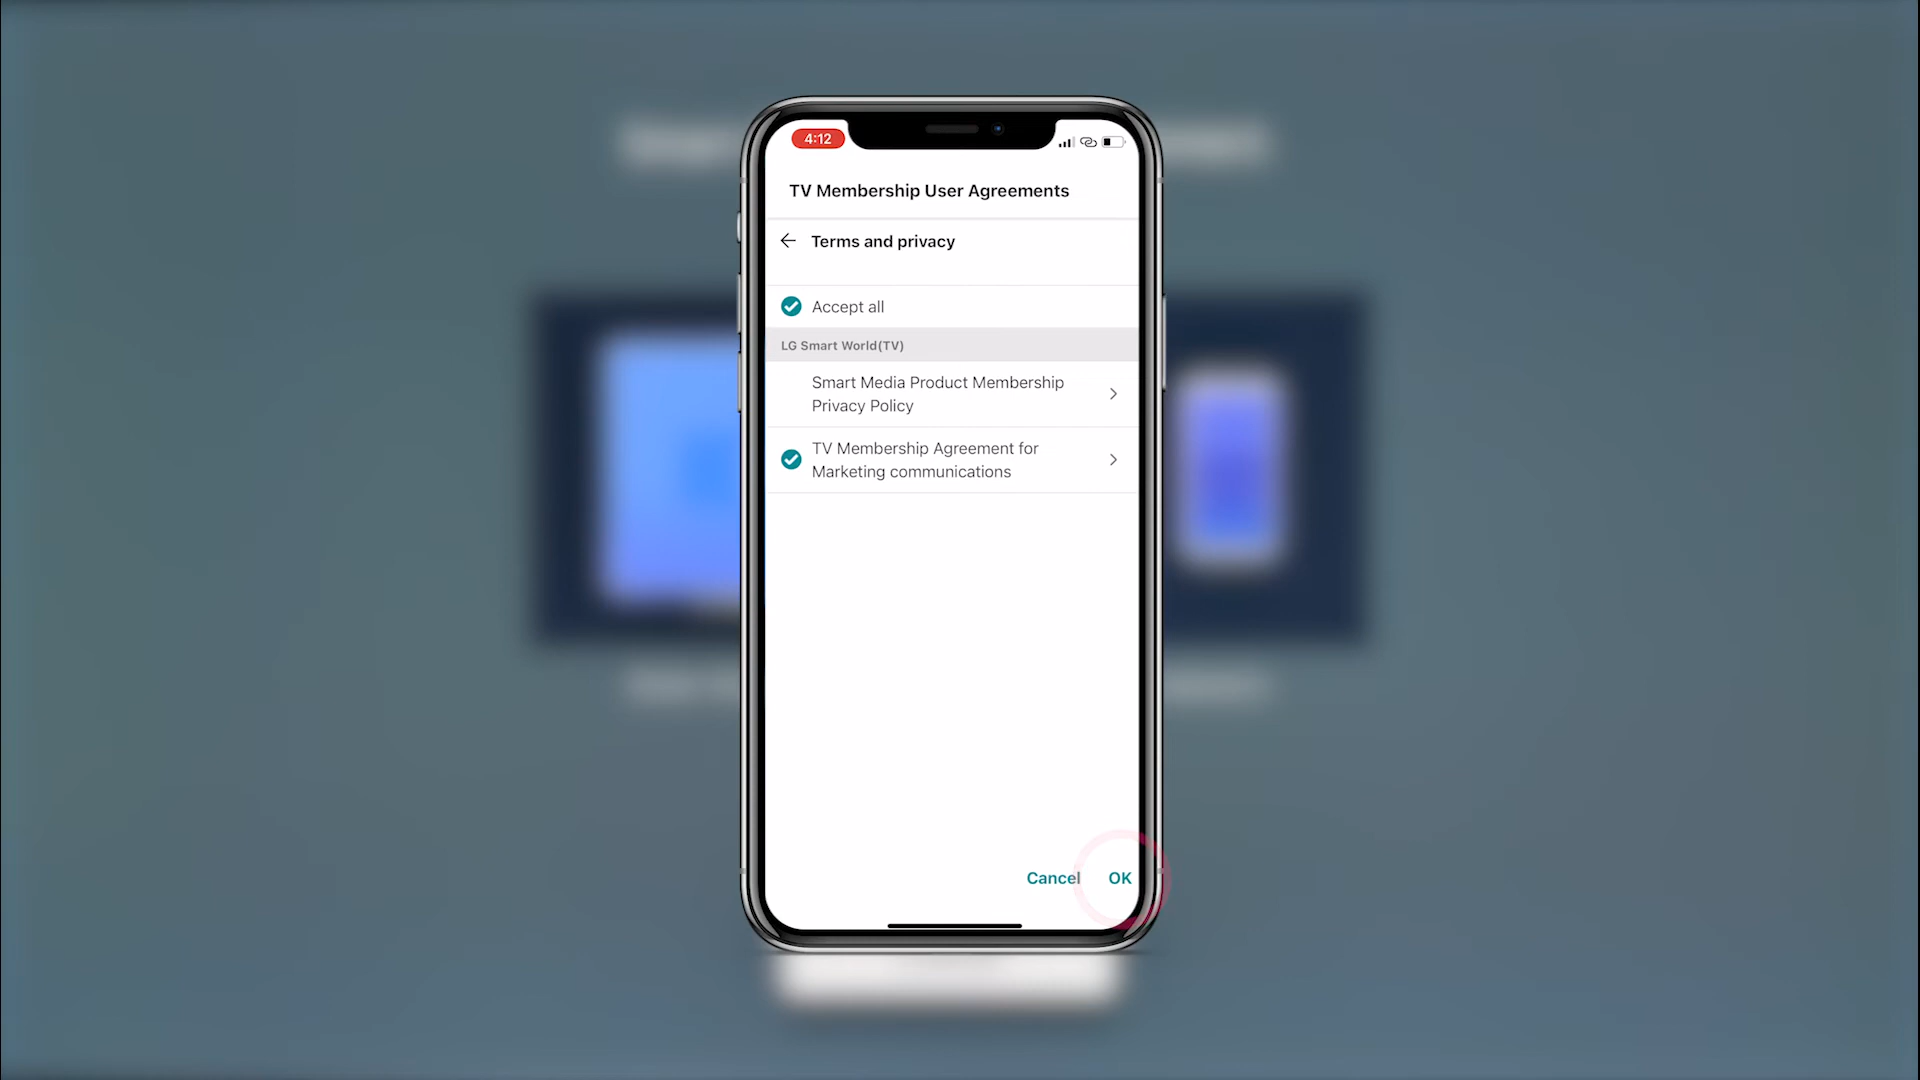 4:12
TV Membership User Agreements
Terms and privacy
Accept all
LG Smart World(TV)
Smart Media Product Membership
Privacy Policy
TV Membership Agreement for
Marketing communications
Cancel OK